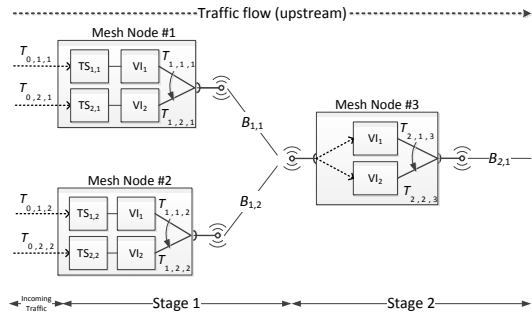 Traffic flow (upstream)
Mesh Node #1
T0,1,1
TS1,1
VI1
T1,1,1
T0,2,1
TS2,1
VI2
T1,2,1
B1,1
Mesh Node #3
VI1
T2,1,3
VI2
T2,2,3
B2,1
Mesh Node #2
T0,1,2
TS1,2
VI1
T1,1,2
B1,2
T0,2,2
TS2,2
VI2
T1,2,2
Incoming
Traffic
Stage 1
Stage 2